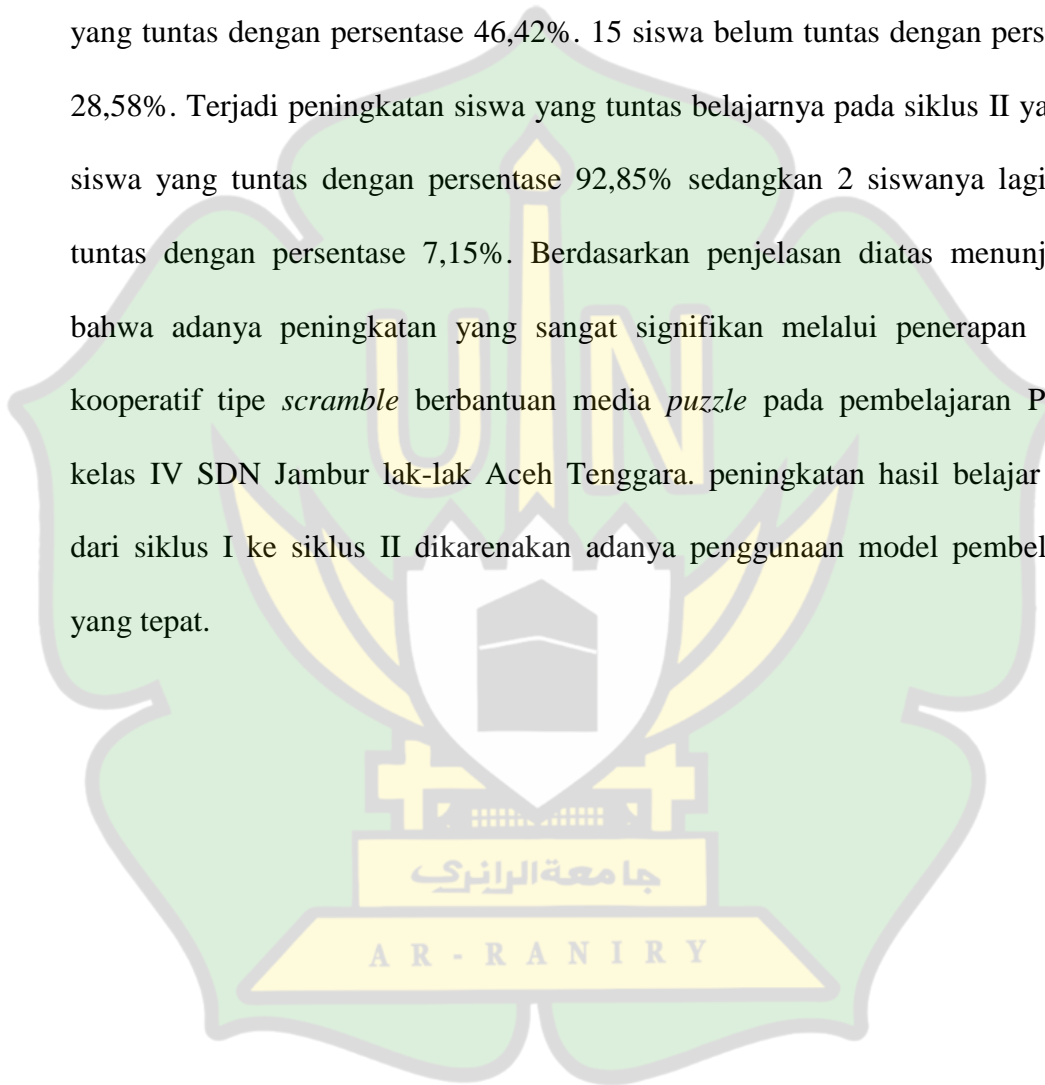 yang tuntas dengan persentase 46,42%. 15 siswa belum tuntas dengan pers
28,58%. Terjadi peningkatan siswa yang tuntas belajarnya pada siklus II ya
siswa yang tuntas dengan persentase 92,85% sedangkan 2 siswanya lagi
tuntas dengan persentase 7,15%. Berdasarkan penjelasan diatas menunj
bahwa adanya peningkatan yang sangat signifikan melalui penerapan
kooperatif tipe scramble berbantuan media puzzle pada pembelajaran P
kelas IV SDN Jambur lak-lak Aceh Tenggara. peningkatan hasil belajar
dari siklus I ke siklus II dikarenakan adanya penggunaan model pembel
yang tepat.
UIN
جامعة الرانري
AR-RANIRY